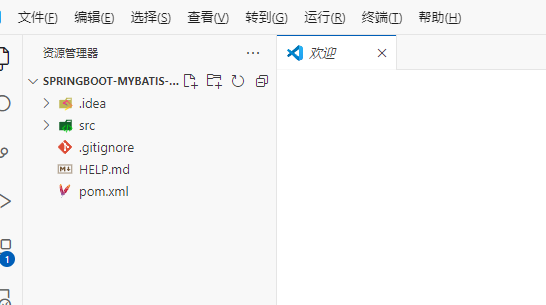 文件(F) 编辑(E) 选择(S) 查看(V) 转到(G) 运行(R) 终端(T) 帮助(H)
资源管理器 ... 欢迎
SPRINGBOOT-MYBATIS-...
.idea
src
.gitignore
HELP.md
pom.xml
1